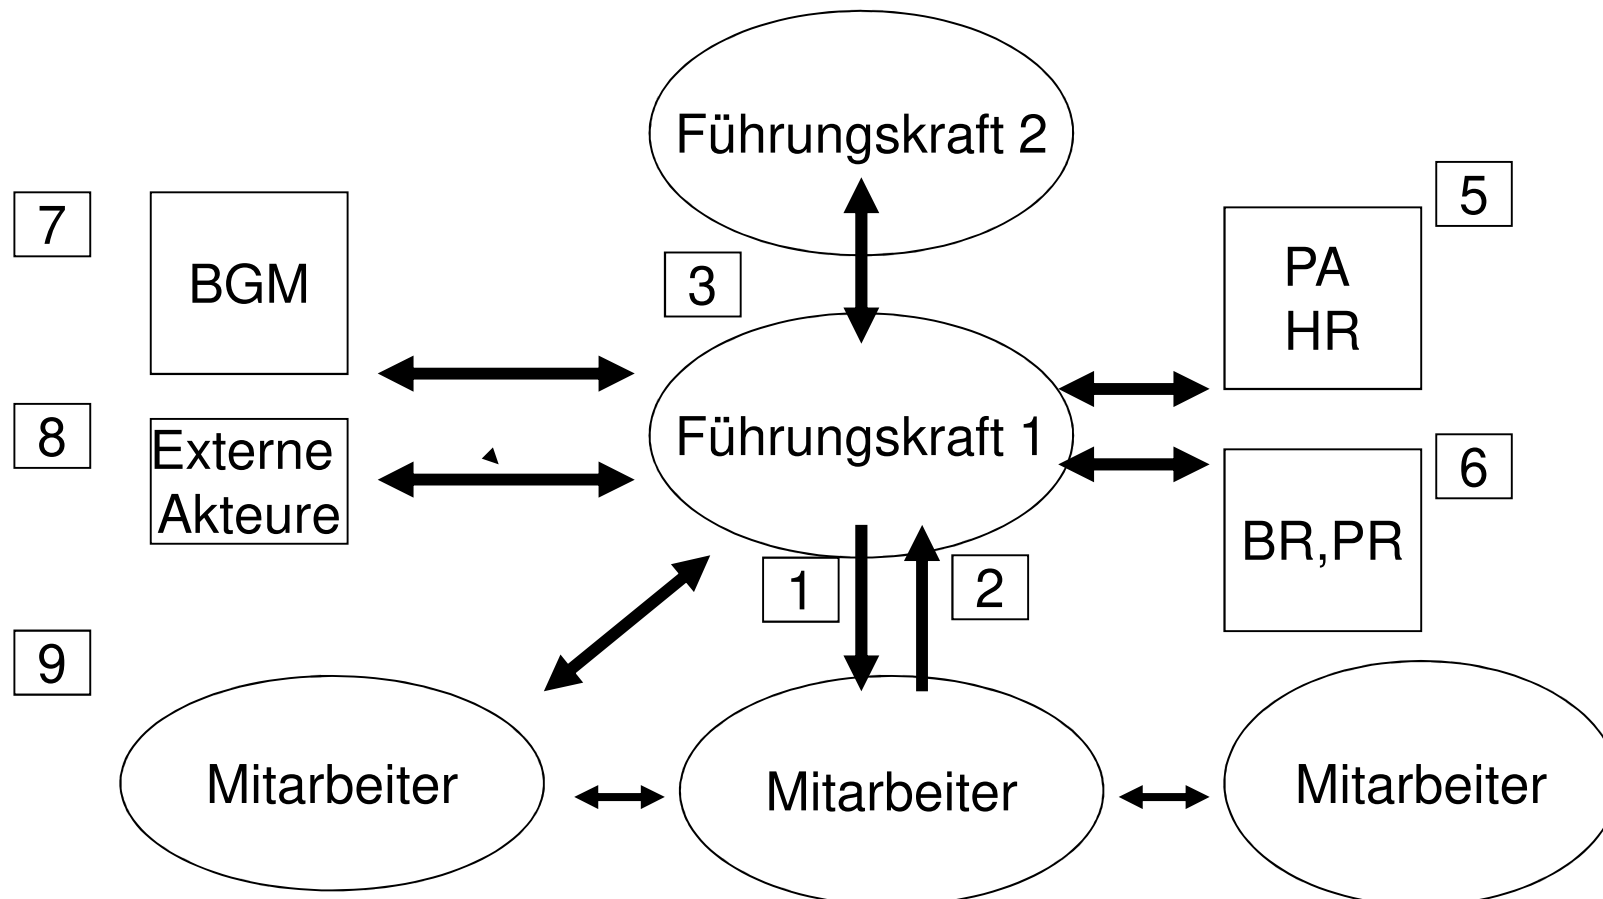 Führungskraft 2
5
7
PA
HR
BGM
3
8
Externe
Akteure
Führungskraft 1
6
BR,PR
1
2
9
Mitarbeiter
Mitarbeiter
Mitarbeiter